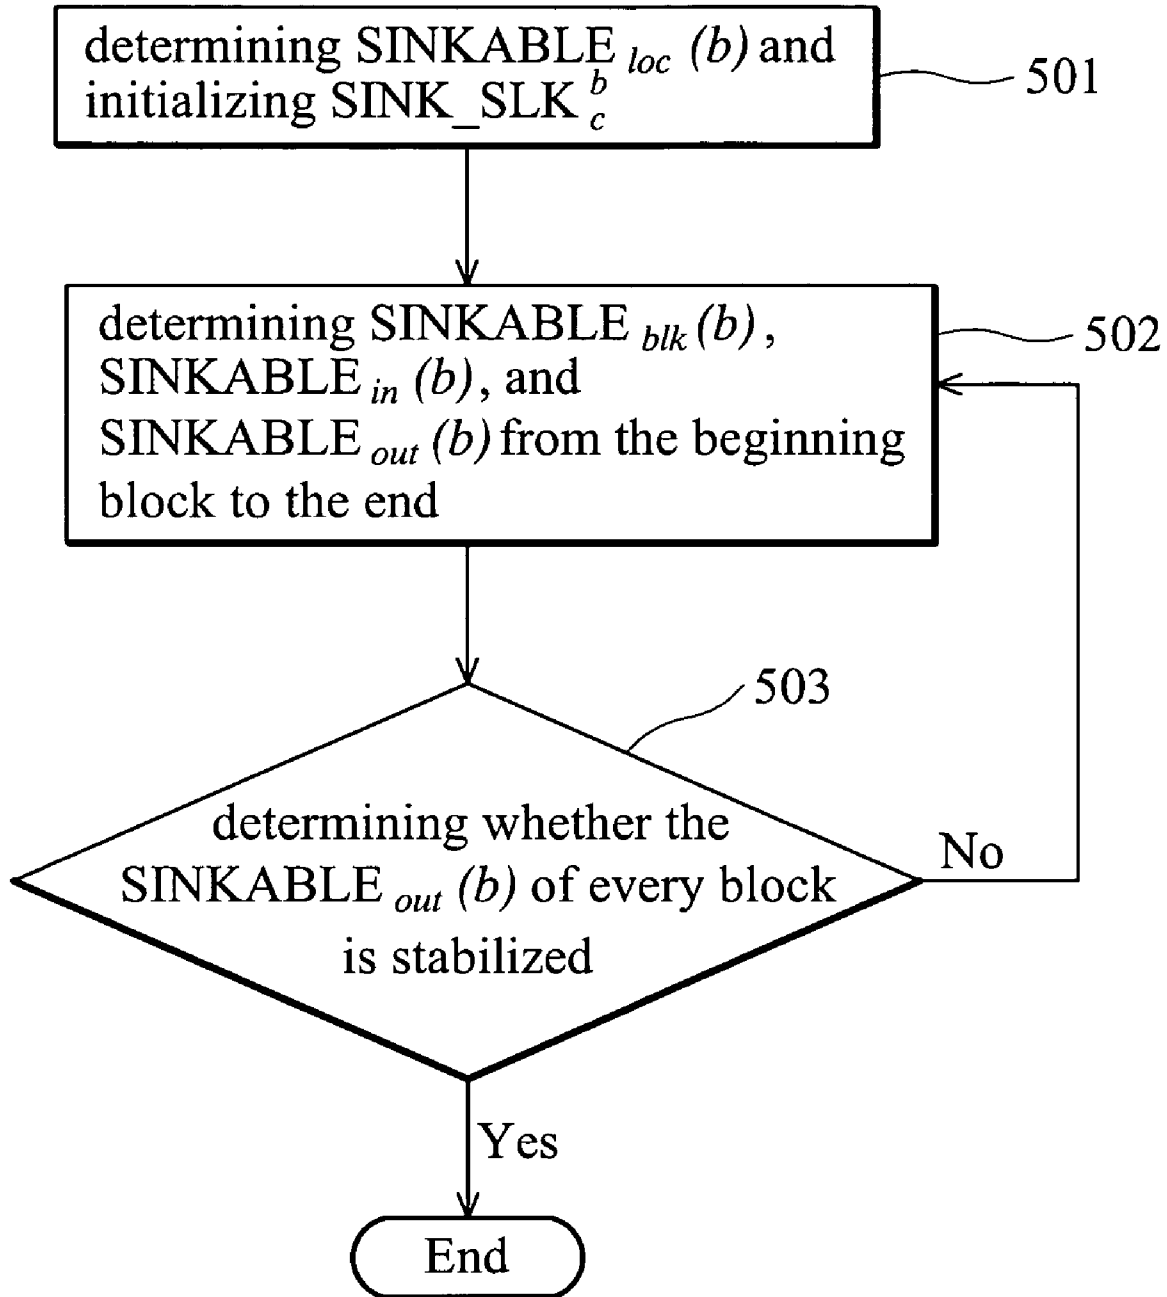 determining SINKABLE loc (b) and
initializing SINK_SLK b c
501
determining SINKABLE blk (b),
SINKABLE in (b), and
SINKABLE out (b) from the beginning
block to the end
502
503
determining whether the
SINKABLE out (b) of every block
is stabilized
No
Yes
End